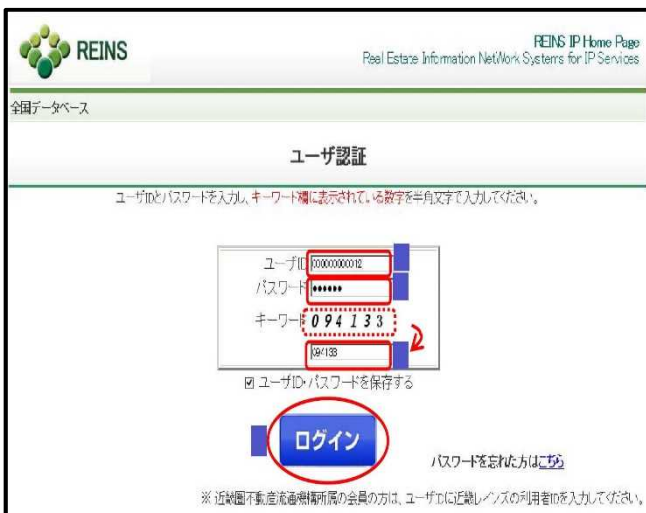 REINS
REINS IP Home Page
Real Estate Information NetWork Systems for IP Services
全国データベース
ユーザ認証
ユーザIDとパスワードを入力し、キーワード欄に表示されている数字を半角文字で入力してください。
ユーザID 000000000012
パスワード ••••••
キーワード 094133
094133
ユーザID・パスワードを保存する
ログイン
パスワードを忘れた方はこちら
※ 近畿圏不動産流通機構所属の会員の方は、ユーザIDに近畿レインズの利用者IDを入力してください。